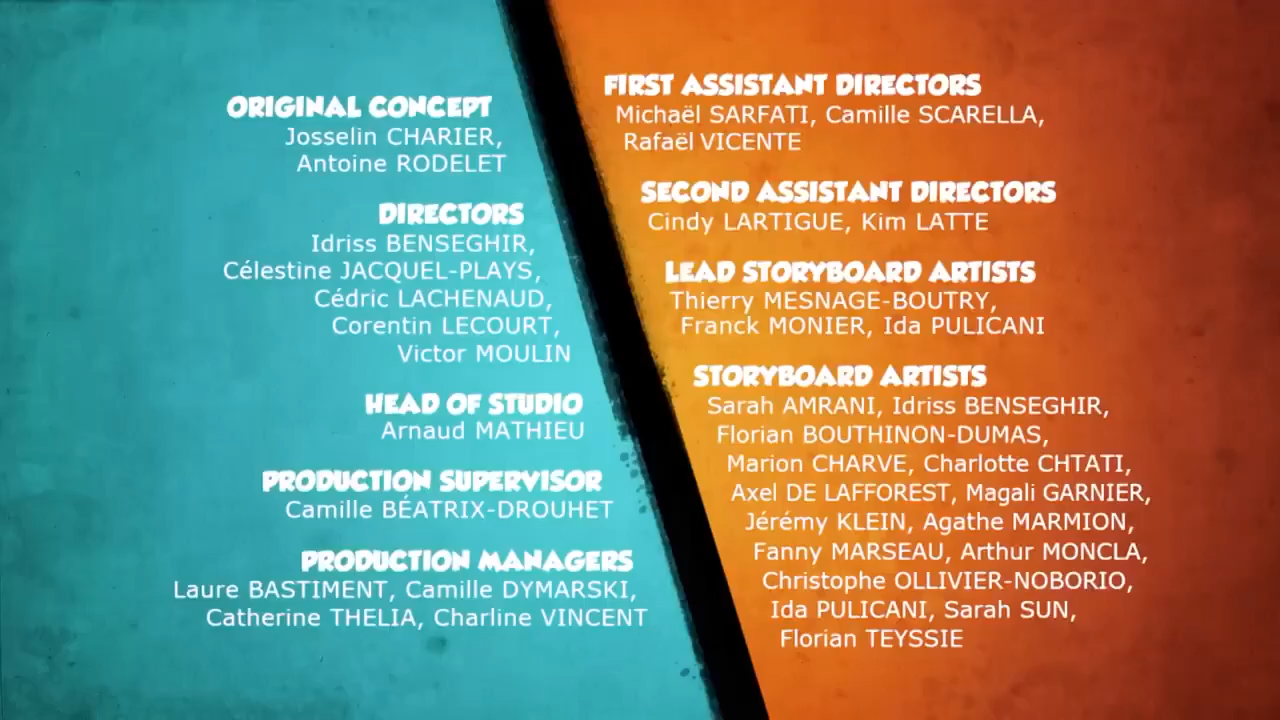 ORIGINAL CONCEPT
Josselin CHARIER,
Antoine RODELET
DIRECTORS
Idriss BENSEGHIR,
Célestine JACQUEL-PLAYS,
Cédric LACHENAUD,
Corentin LECOURT,
Victor MOULIN
HEAD OF STUDIO
Arnaud MATHIEU
PRODUCTION SUPERVISOR
Camille BÉATRIX-DROUHET
PRODUCTION MANAGERS
Laure BASTIMENT, Camille DYMARSKI,
Catherine THELIA, Charline VINCENT
FIRST ASSISTANT DIRECTORS
Michaël SARFATI, Camille SCARELLA,
Rafaël VICENTE
SECOND ASSISTANT DIRECTORS
Cindy LARTIGUE, Kim LATTE
LEAD STORYBOARD ARTISTS
Thierry MESNAGE-BOUTRY,
Franck MONIER, Ida PULICANI
STORYBOARD ARTISTS
Sarah AMRANI, Idriss BENSEGHIR,
Florian BOUTHINON-DUMAS,
Marion CHARVE, Charlotte CHTATI,
Axel DE LAFFOREST, Magali GARNIER,
Jérémy KLEIN, Agathe MARMION,
Fanny MARSEAU, Arthur MONCLA,
Christophe OLLIVIER-NOBORIO,
Ida PULICANI, Sarah SUN,
Florian TEYSSIE